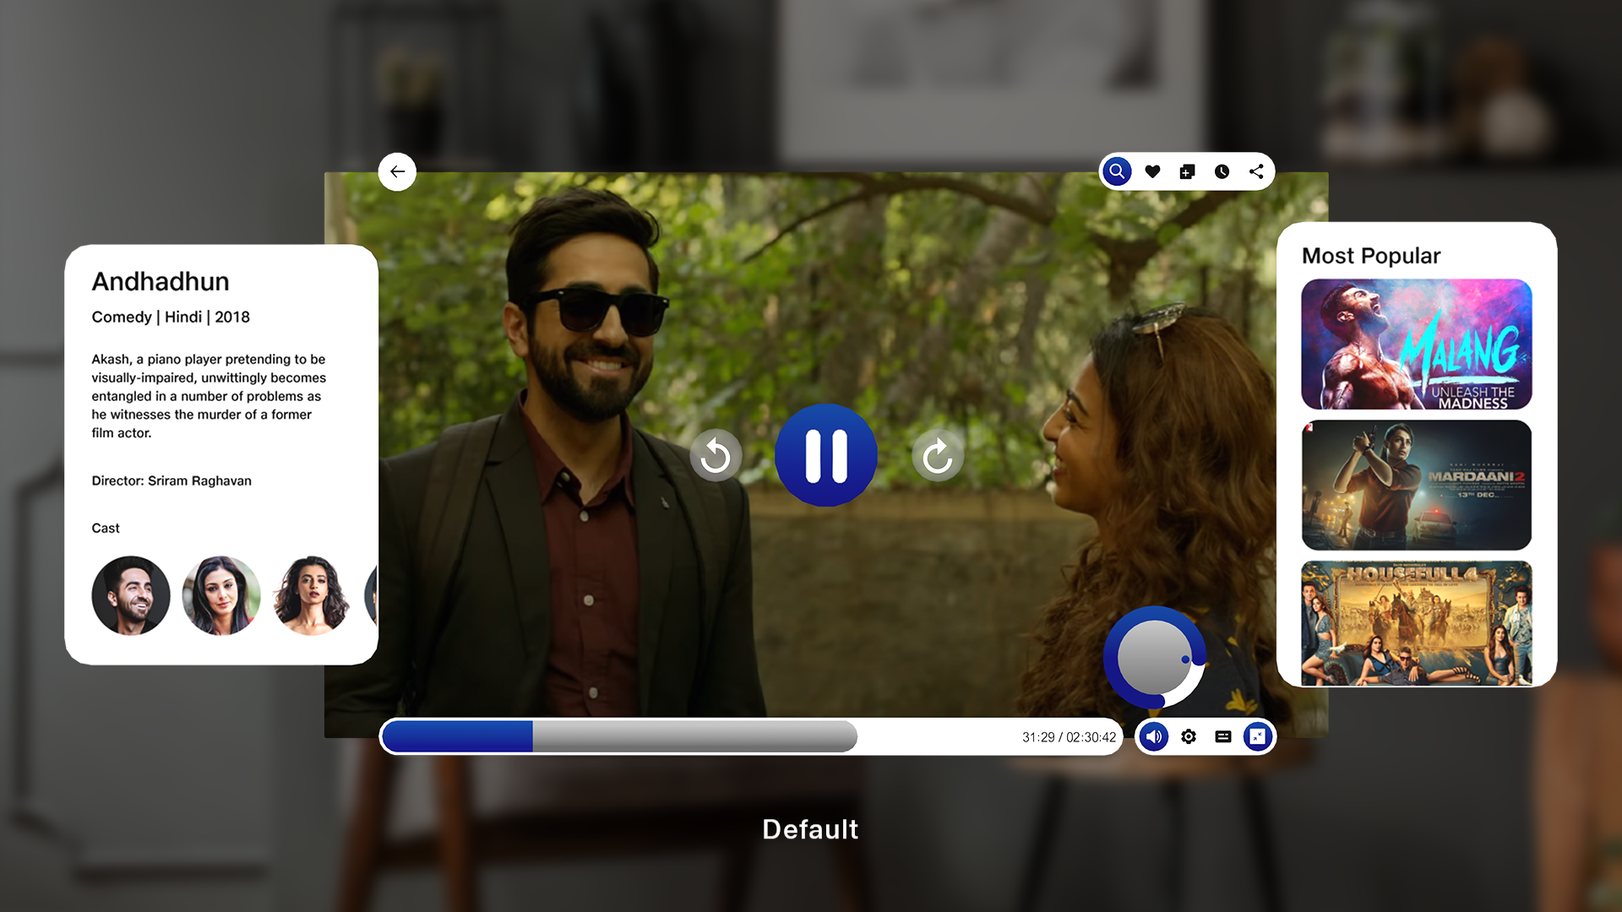 Andhadhun
Comedy | Hindi | 2018
Akash, a piano player pretending to be
visually-impaired, unwittingly becomes
entangled in a number of problems as
he witnesses the murder of a former
film actor.
Director: Sriram Raghavan
Cast
31:29 / 02:30:42
Most Popular
MALANG
UNLEASH THE
MADNESS
MARDAANI 2
13TH DEC
HOUSEFULL 4
Default